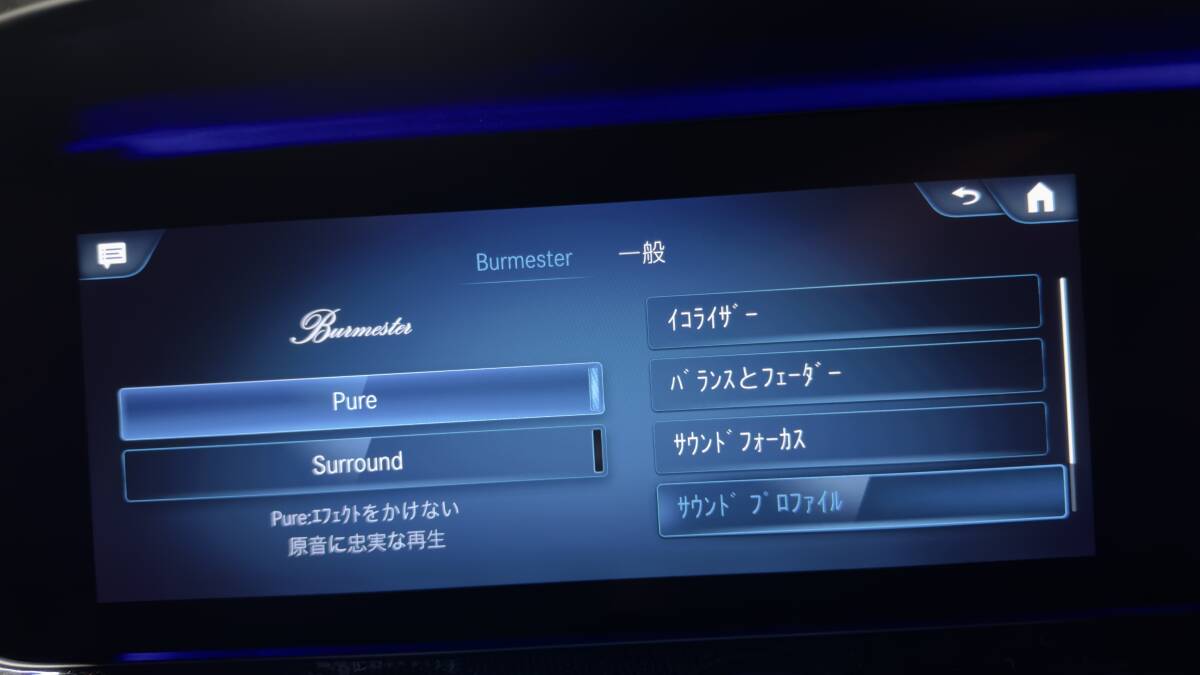 Burmester 一般
Burmester
Pure
Surround
Pure:ｴﾌｪｸﾄをかけない
原音に忠実な再生
ｲｺﾗｲｻﾞｰ
ﾊﾞﾗﾝｽとﾌｪｰﾀﾞｰ
ｻｳﾝﾄﾞﾌｫｰｶｽ
ｻｳﾝﾄﾞ ﾌﾟﾛﾌｧｲﾙ